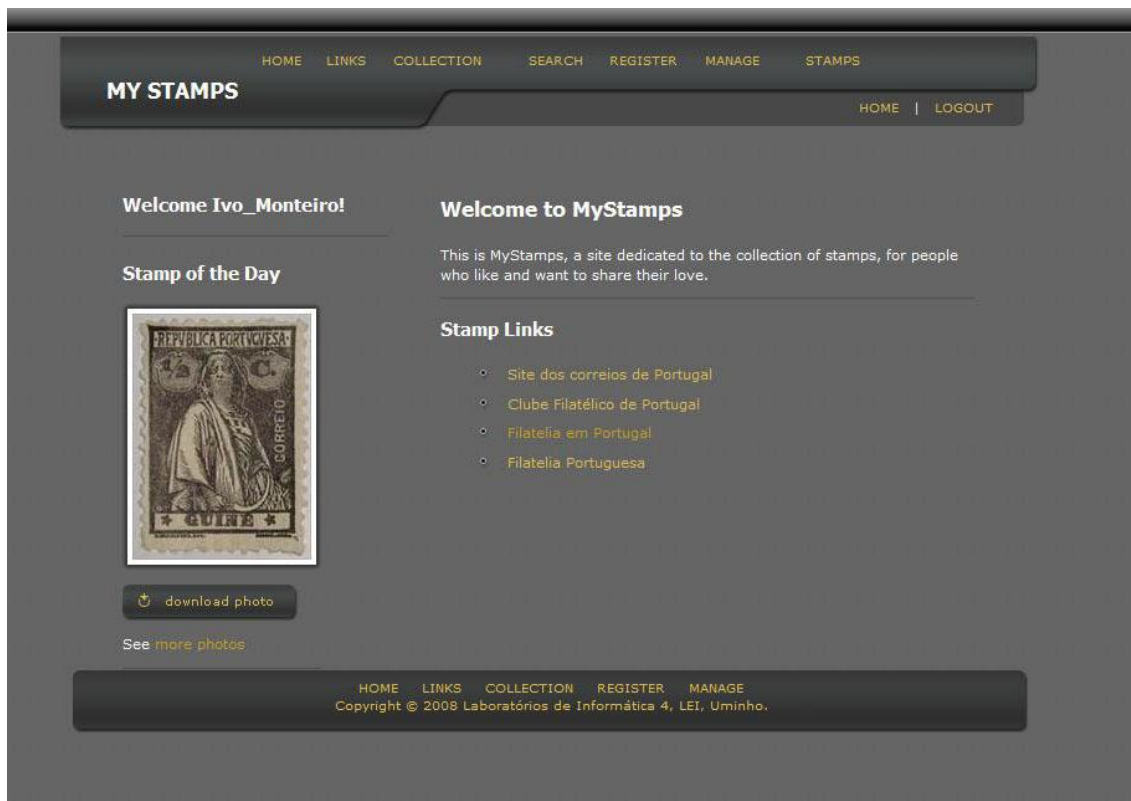 HOME LINKS COLLECTION SEARCH REGISTER MANAGE STAMPS
MY STAMPS
HOME | LOGOUT
Welcome Ivo_Monteiro!
Stamp of the Day
REPVBLICA PORTVGVESA
1/2 C.
CORREIO
GUINÉ
download photo
See more photos
Welcome to MyStamps
This is MyStamps, a site dedicated to the collection of stamps, for people
who like and want to share their love.
Stamp Links
Site dos correios de Portugal
Clube Filatélico de Portugal
Filatelia em Portugal
Filatelia Portuguesa
HOME LINKS COLLECTION REGISTER MANAGE
Copyright © 2008 Laboratórios de Informática 4, LEI, Uminho.